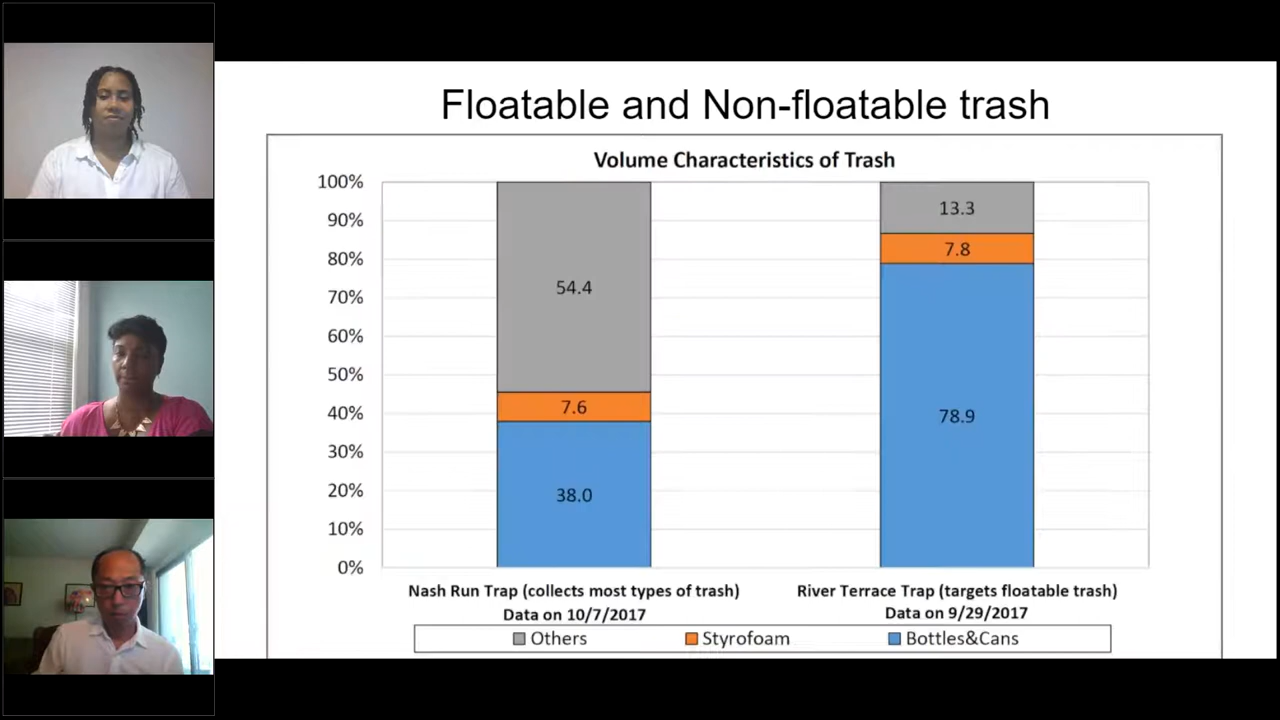 Floatable and Non-floatable trash
Volume Characteristics of Trash
100%
90%
80%
70%
60%
50%
40%
30%
20%
10%
0%
54.4
7.6
38.0
13.3
7.8
78.9
Nash Run Trap (collects most types of trash)
Data on 10/7/2017
River Terrace Trap (targets floatable trash)
Data on 9/29/2017
Others
Styrofoam
Bottles&Cans